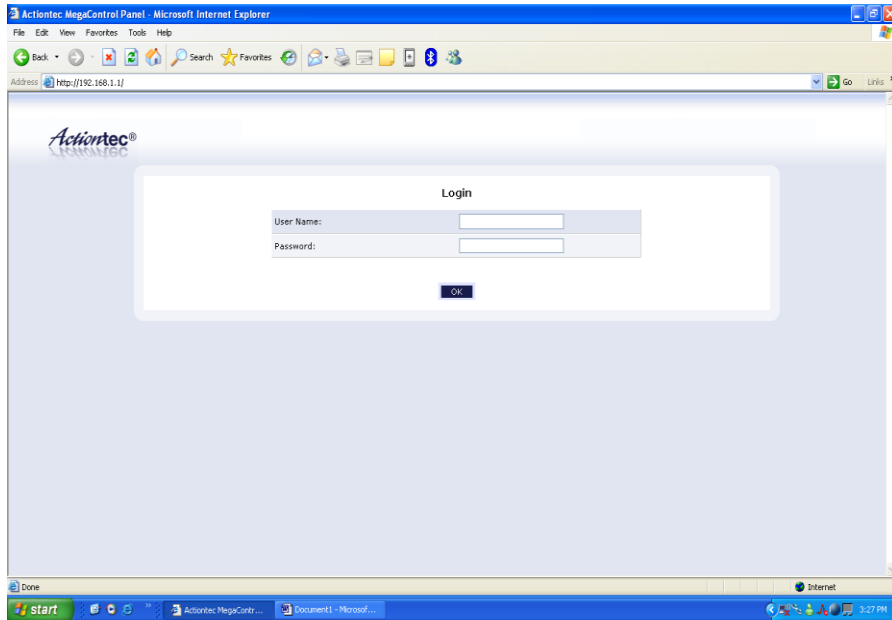 Actiontec MegaControl Panel - Microsoft Internet Explorer
File Edit View Favorites Tools Help
Back Search Favorites
Address http://192.168.1.1/ Go Links
Actiontec®
Login
User Name:
Password:
OK
Done Internet
start Actiontec MegaContr... Document1 - Microsof... 3:27 PM